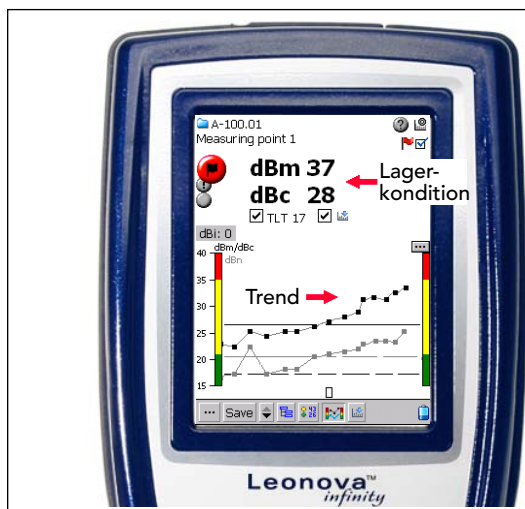 A-100.01
Measuring point 1
dBm 37
dBc 28
TLT 17
Lager-
kondition
dBi: 0
dBm/dBc
dBn
40
35
30
25
20
15
Trend
... Save
Leonova™
infinity